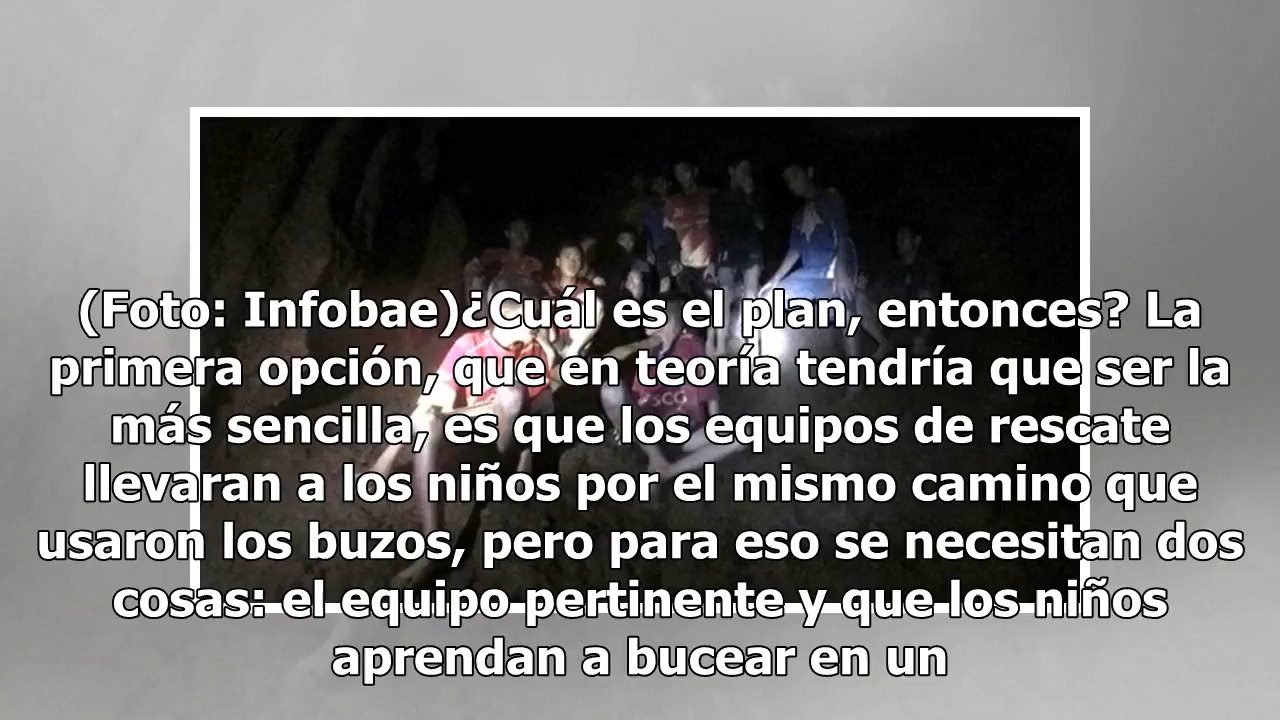 (Foto: Infobae)¿Cuál es el plan, entonces? La
primera opción, que en teoría tendría que ser la
más sencilla, es que los equipos de rescate
llevaran a los niños por el mismo camino que
usaron los buzos, pero para eso se necesitan dos
cosas: el equipo pertinente y que los niños
aprendan a bucear en un
SCG